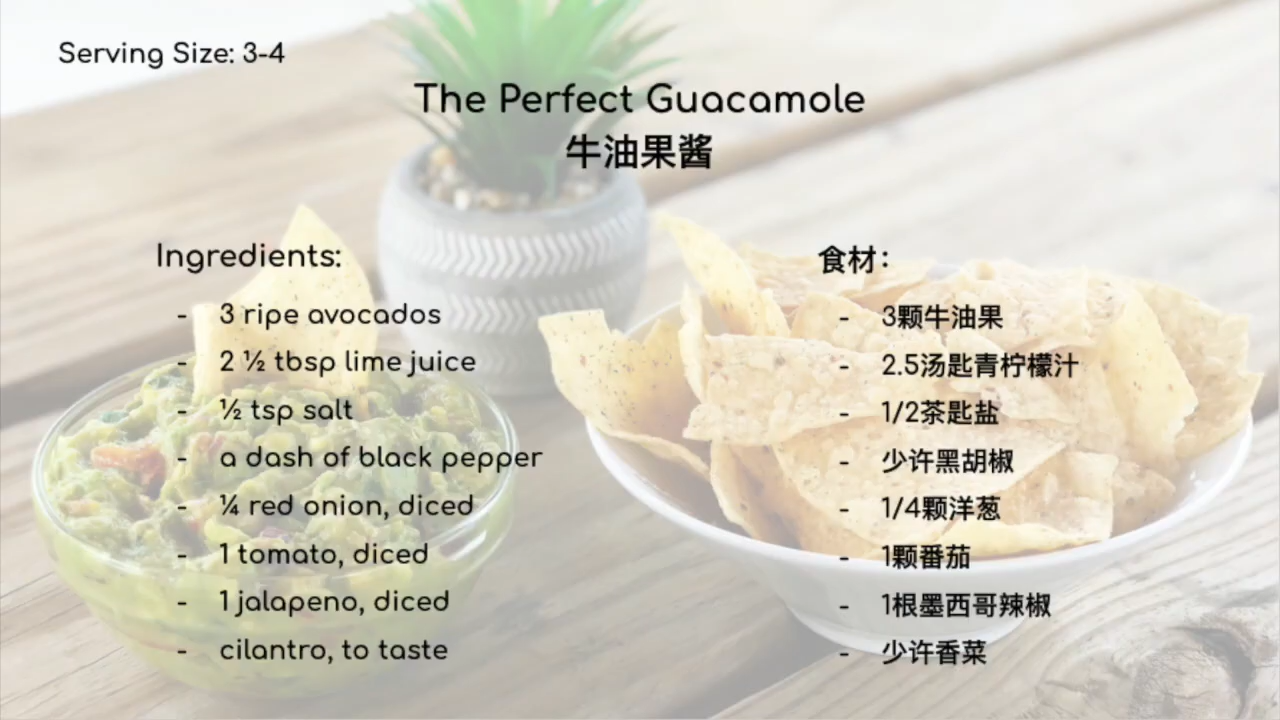 Serving Size: 3-4
The Perfect Guacamole
牛油果酱
Ingredients:
- 3 ripe avocados
- 2 ½ tbsp lime juice
- ½ tsp salt
- a dash of black pepper
- ¼ red onion, diced
- 1 tomato, diced
- 1 jalapeno, diced
- cilantro, to taste
食材：
- 3颗牛油果
- 2.5汤匙青柠檬汁
- 1/2茶匙盐
- 少许黑胡椒
- 1/4颗洋葱
- 1颗番茄
- 1根墨西哥辣椒
- 少许香菜